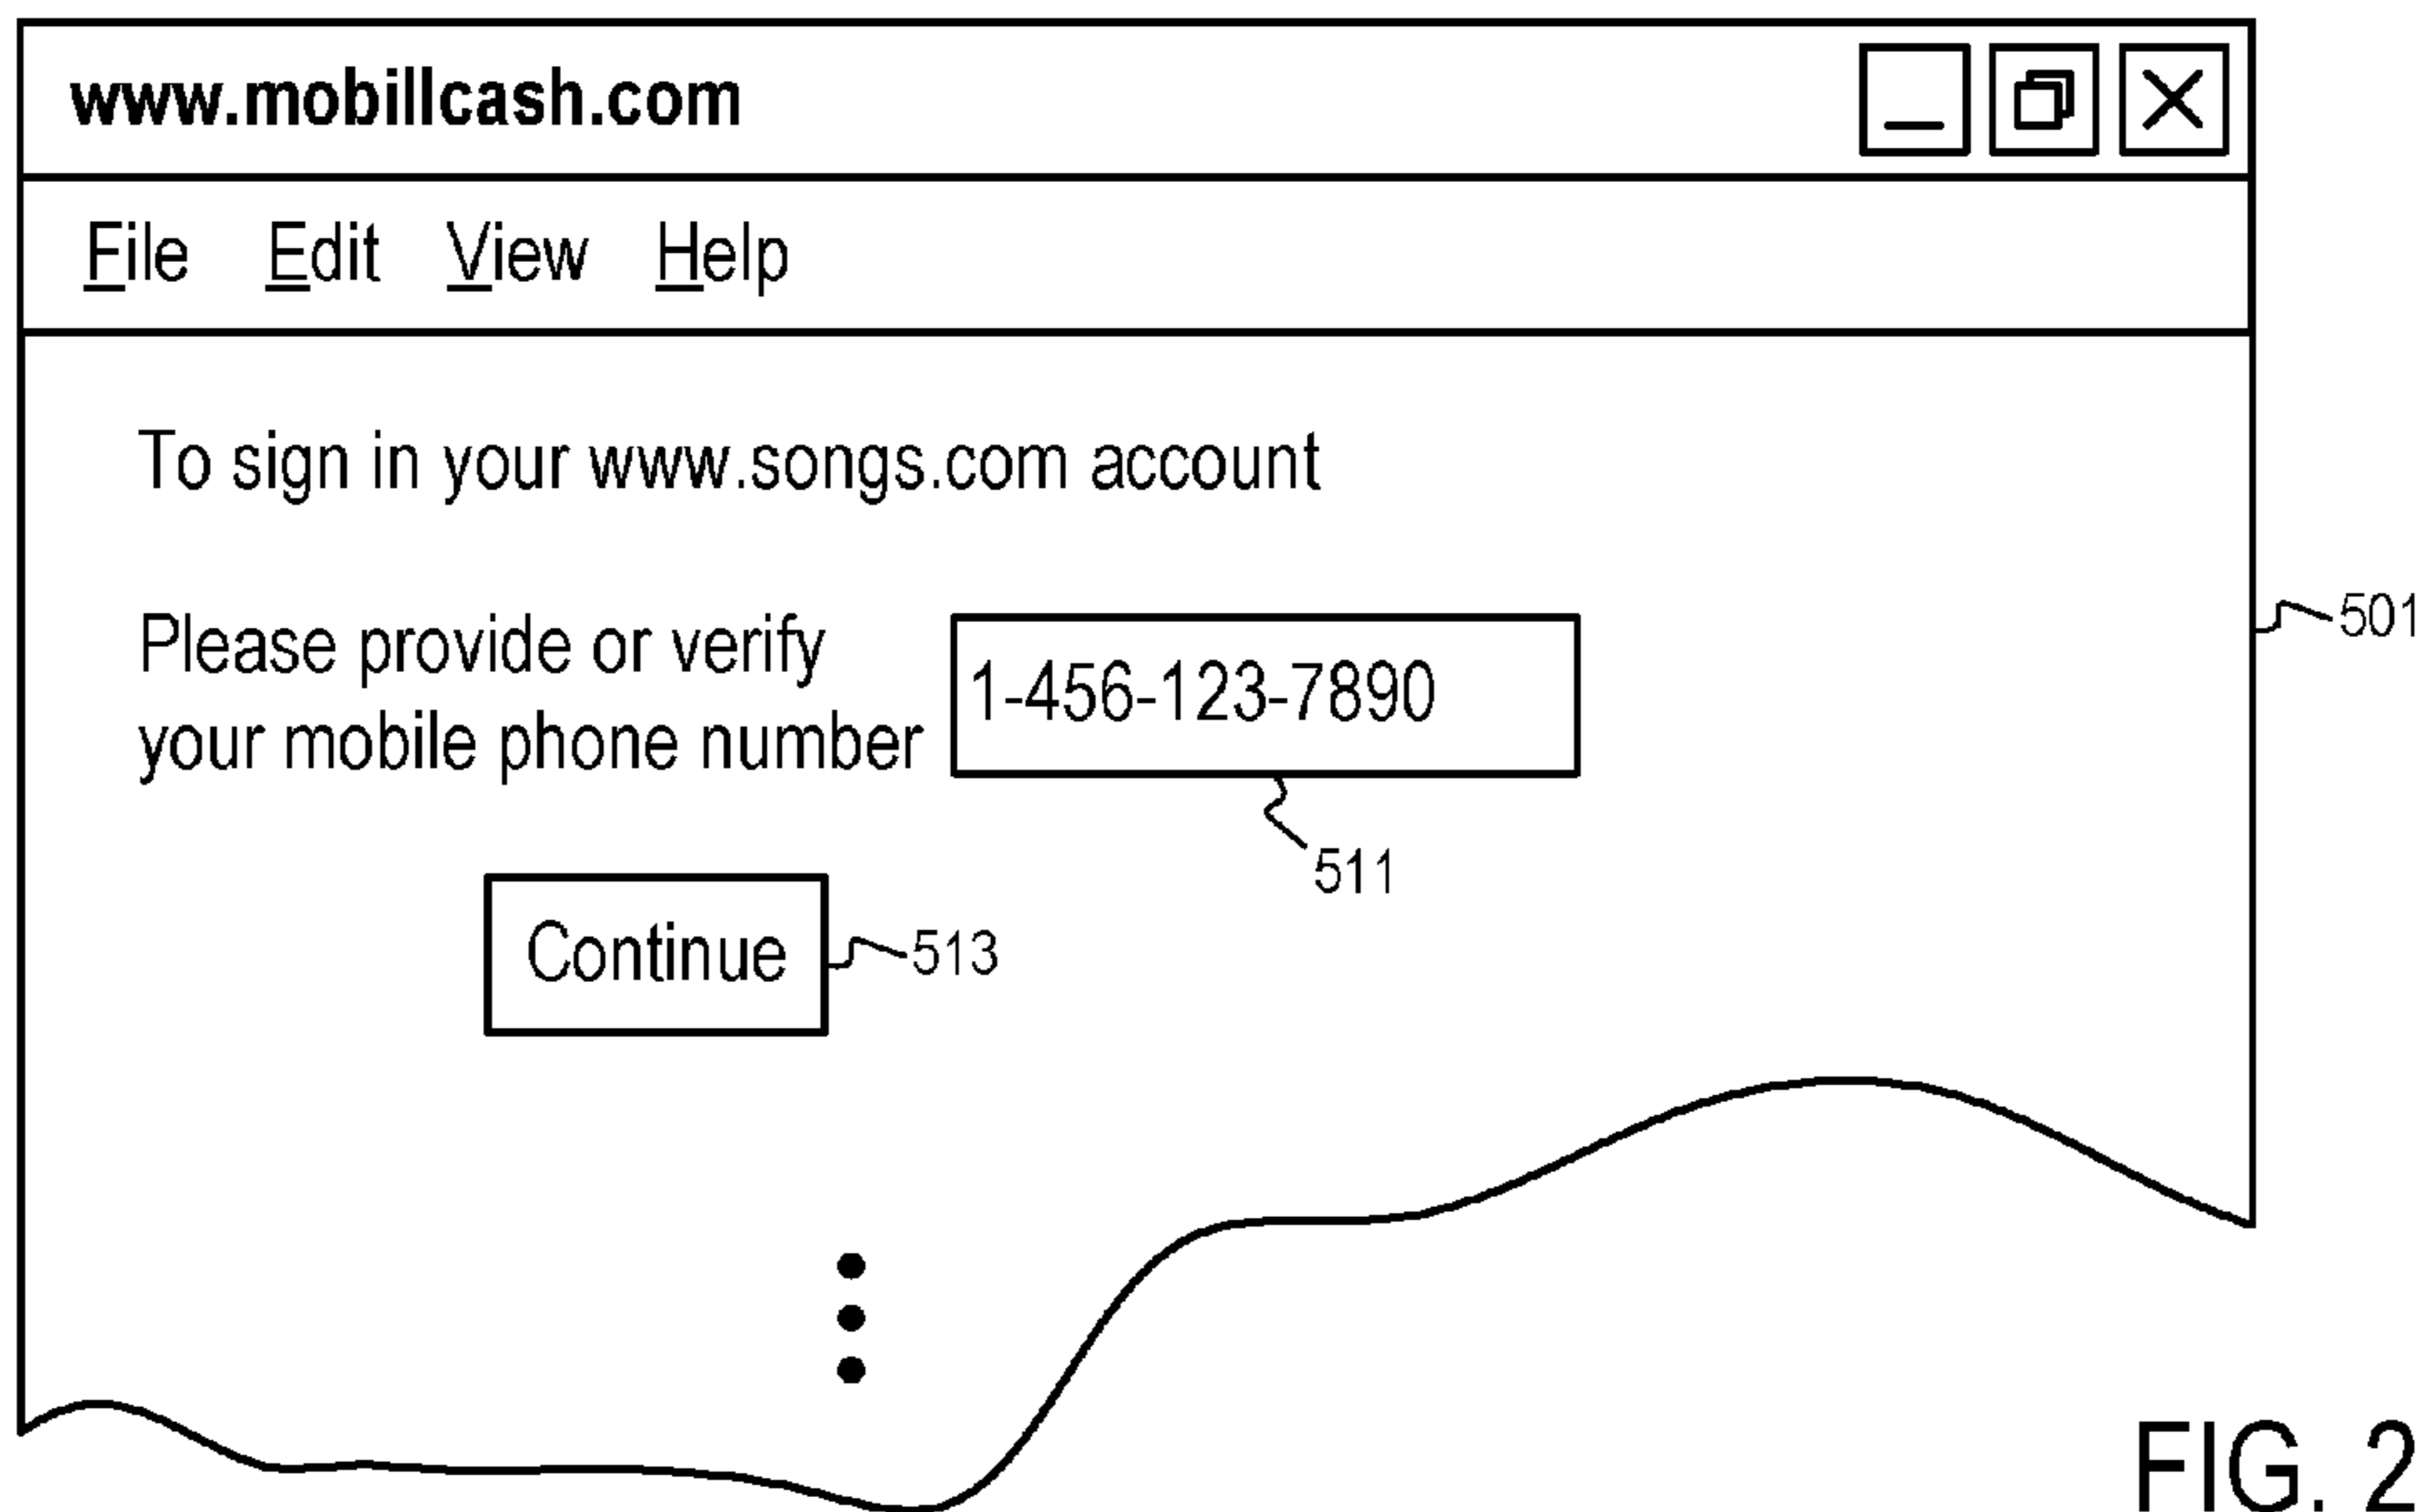 www.mobillcash.com
File Edit View Help
To sign in your www.songs.com account
Please provide or verify
your mobile phone number
1-456-123-7890
501
511
Continue
513
FIG. 2